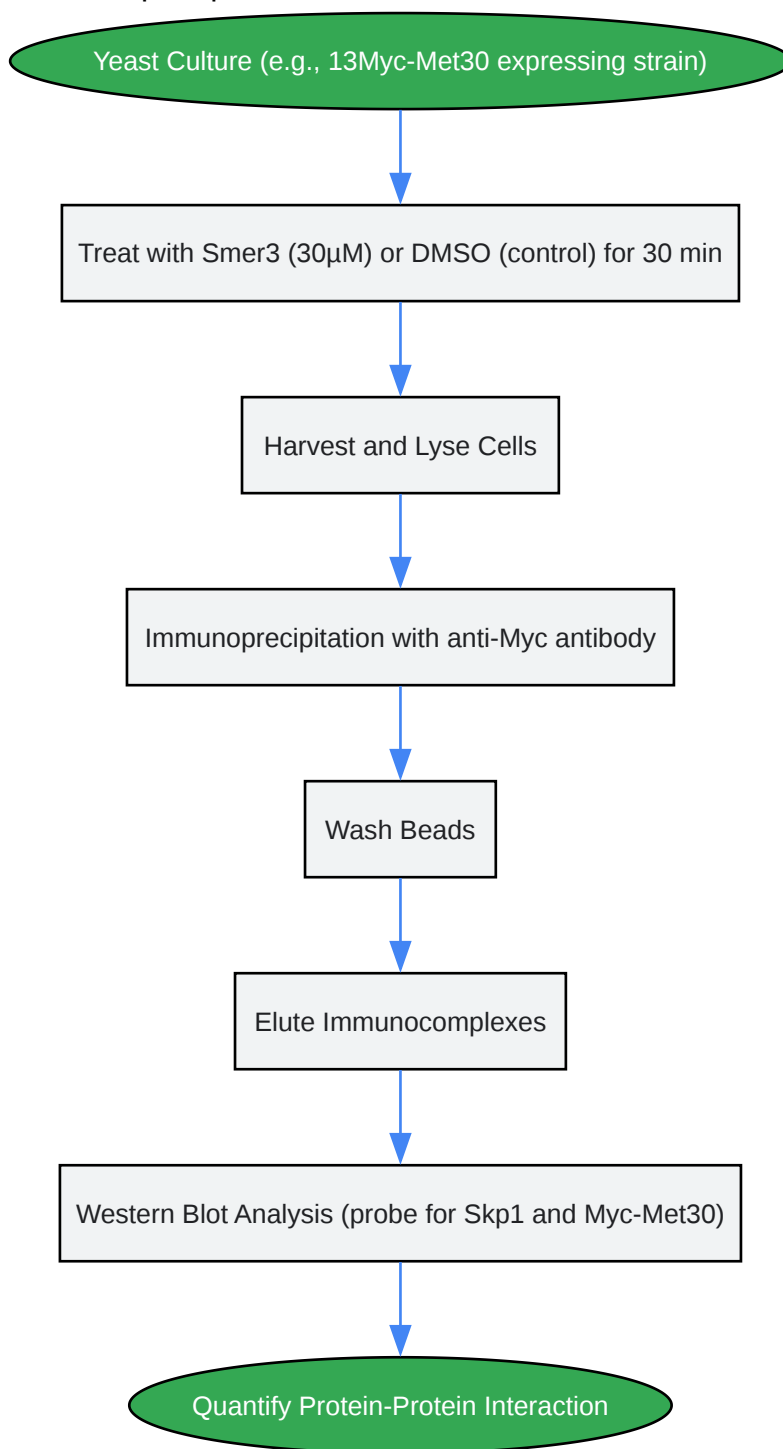 Yeast Culture (e.g., 13Myc-Met30 expressing strain)
Treat with Smer3 (30µM) or DMSO (control) for 30 min
Harvest and Lyse Cells
Immunoprecipitation with anti-Myc antibody
Wash Beads
Elute Immunocomplexes
Western Blot Analysis (probe for Skp1 and Myc-Met30)
Quantify Protein-Protein Interaction